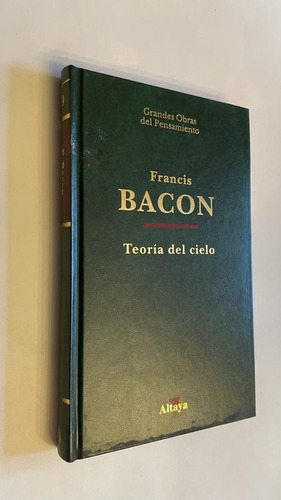 Grandes Obras
del Pensamiento
Francis
BACON
Teoría del cielo
Altaya